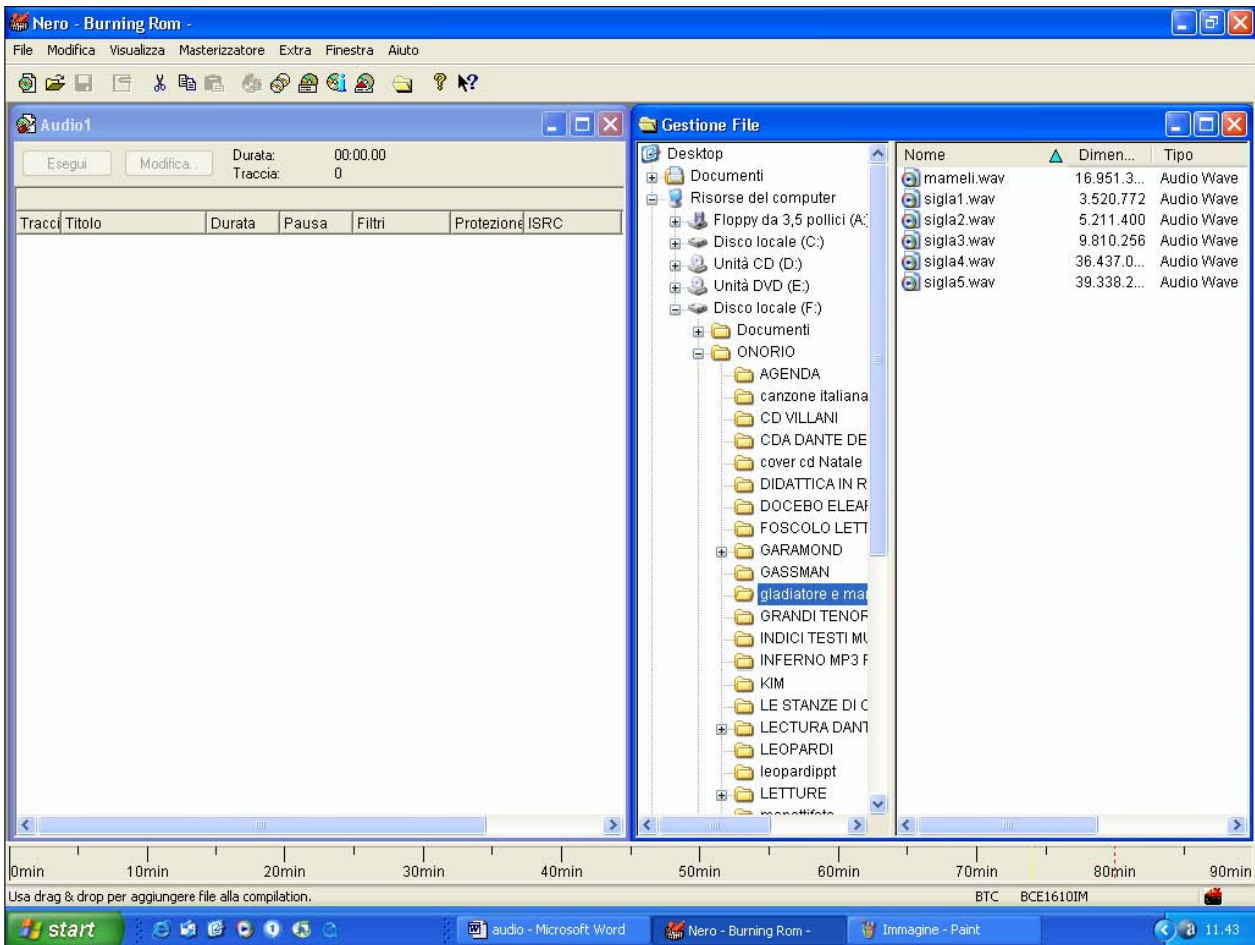 Nero - Burning Rom -
File Modifica Visualizza Masterizzatore Extra Finestra Aiuto
Audio1
Esegui Modifica...
Durata: 00:00.00
Traccia: 0
Tracci Titolo Durata Pausa Filtri Protezione ISRC
Gestione File
Desktop
Documenti
Risorse del computer
Floppy da 3,5 pollici (A:
Disco locale (C:)
Unità CD (D:)
Unità DVD (E:)
Disco locale (F:)
Documenti
ONORIO
AGENDA
canzone italiana
CD VILLANI
CDA DANTE DE
cover cd Natale
DIDATTICA IN R
DOCEBO ELEA
FOSCOLO LETT
GARAMOND
GASSMAN
gladiatore e ma
GRANDI TENOR
INDICI TESTI MU
INFERNO MP3
KIM
LE STANZE DI
LECTURA DANT
LEOPARDI
leopardippt
LETTURE
Nome Dimen... Tipo
mameli.wav 16.951.3... Audio Wave
sigla1.wav 3.520.772 Audio Wave
sigla2.wav 5.211.400 Audio Wave
sigla3.wav 9.810.256 Audio Wave
sigla4.wav 36.437.0... Audio Wave
sigla5.wav 39.338.2... Audio Wave
0min 10min 20min 30min 40min 50min 60min 70min 80min 90min
Usa drag & drop per aggiungere file alla compilation.
BTC BCE1610IM
start
audio - Microsoft Word
Nero - Burning Rom -
Immagine - Paint
11.43